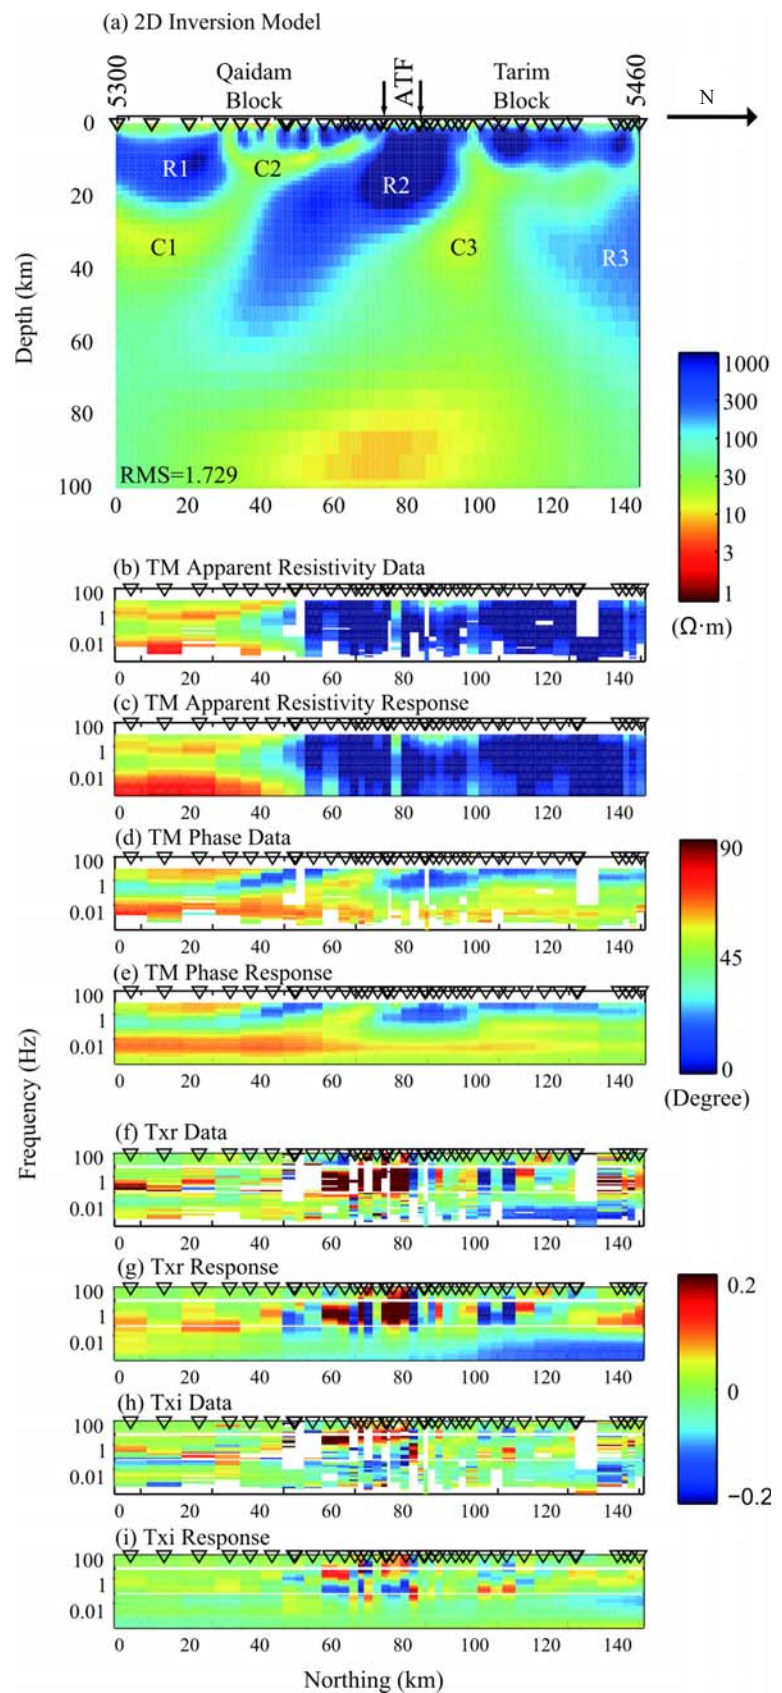 (a) 2D Inversion Model
5300
Qaidam
Block
ATF
Tarim
Block
5460
N
0
20
40
60
80
100
Depth (km)
R1
C2
R2
C1
C3
R3
RMS=1.729
0 20 40 60 80 100 120 140
1000
300
100
30
10
3
1
(Ω·m)
(b) TM Apparent Resistivity Data
100
1
0.01
0 20 40 60 80 100 120 140
(c) TM Apparent Resistivity Response
100
1
0.01
0 20 40 60 80 100 120 140
(d) TM Phase Data
100
1
0.01
0 20 40 60 80 100 120 140
(e) TM Phase Response
100
1
0.01
0 20 40 60 80 100 120 140
90
45
0
(Degree)
Frequency (Hz)
(f) Txr Data
100
1
0.01
0 20 40 60 80 100 120 140
(g) Txr Response
100
1
0.01
0 20 40 60 80 100 120 140
0.2
0
−0.2
(h) Txi Data
100
1
0.01
0 20 40 60 80 100 120 140
(i) Txi Response
100
1
0.01
0 20 40 60 80 100 120 140
Northing (km)